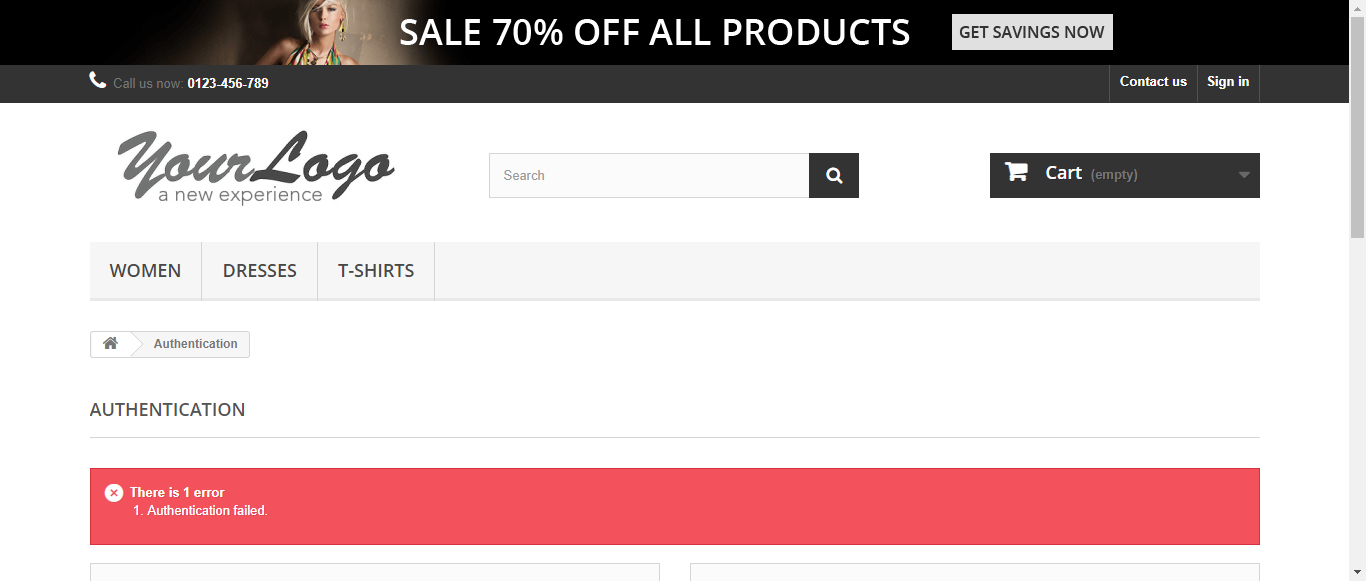 SALE 70% OFF ALL PRODUCTS GET SAVINGS NOW
Call us now: 0123-456-789 Contact us Sign in
YourLogo
a new experience
Search
Cart (empty)
WOMEN DRESSES T-SHIRTS
Authentication
AUTHENTICATION
There is 1 error
1. Authentication failed.